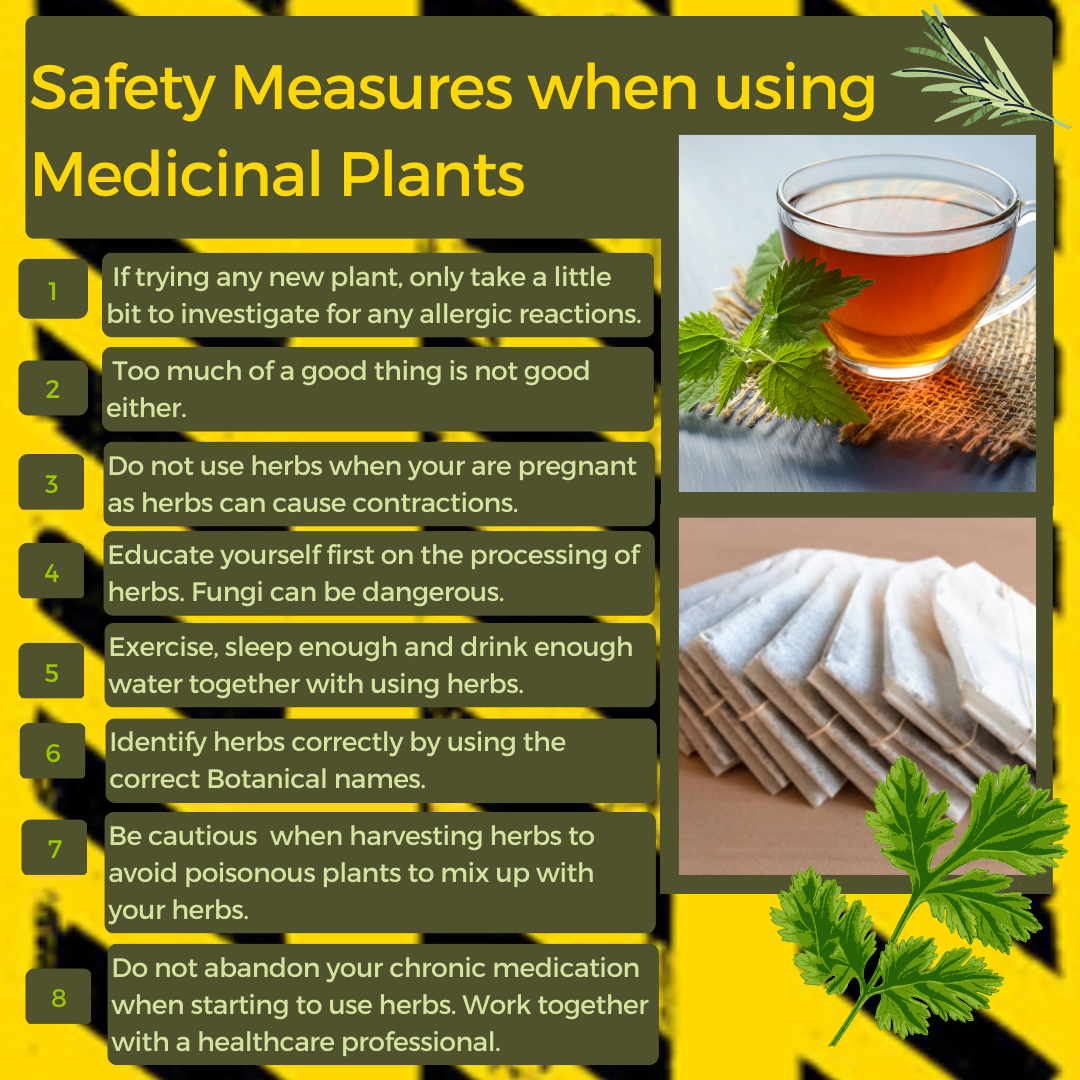 Safety Measures when using
Medicinal Plants
1
If trying any new plant, only take a little
bit to investigate for any allergic reactions.
2
Too much of a good thing is not good
either.
3
Do not use herbs when your are pregnant
as herbs can cause contractions.
4
Educate yourself first on the processing of
herbs. Fungi can be dangerous.
5
Exercise, sleep enough and drink enough
water together with using herbs.
6
Identify herbs correctly by using the
correct Botanical names.
7
Be cautious  when harvesting herbs to
avoid poisonous plants to mix up with
your herbs.
8
Do not abandon your chronic medication
when starting to use herbs. Work together
with a healthcare professional.